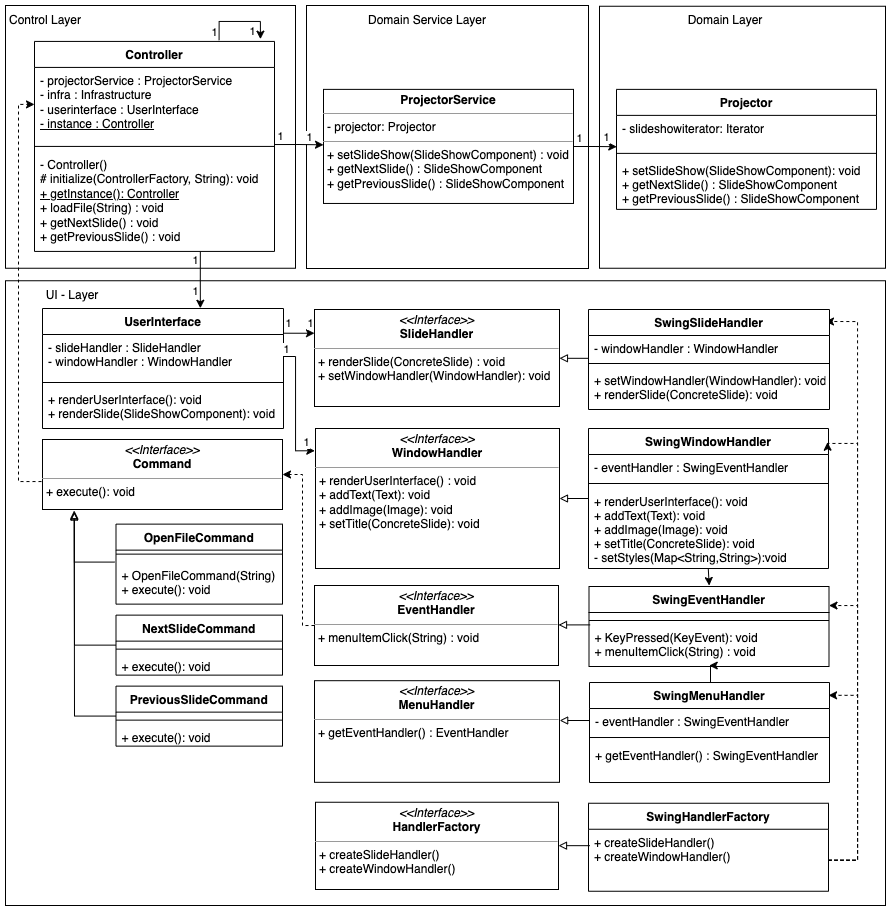 Control Layer
1
1
Controller
- projectorService : ProjectorService
- infra : Infrastructure
- userinterface : UserInterface
- instance : Controller
- Controller()
# initialize(ControllerFactory, String): void
+ getInstance(): Controller
+ loadFile(String) : void
+ getNextSlide() : void
+ getPreviousSlide() : void
1
1
1
1
Domain Service Layer
ProjectorService
- projector: Projector
+ setSlideShow(SlideShowComponent) : void
+ getNextSlide() : SlideShowComponent
+ getPreviousSlide() : SlideShowComponent
1
1
Domain Layer
Projector
- slideshowiterator: Iterator
+ setSlideShow(SlideShowComponent): void
+ getNextSlide() : SlideShowComponent
+ getPreviousSlide() : SlideShowComponent
UI - Layer
UserInterface
- slideHandler : SlideHandler
- windowHandler : WindowHandler
+ renderUserInterface(): void
+ renderSlide(SlideShowComponent): void
1
1
1
1
<<Interface>>
SlideHandler
+ renderSlide(ConcreteSlide) : void
+ setWindowHandler(WindowHandler): void
SwingSlideHandler
- windowHandler : WindowHandler
+ setWindowHandler(WindowHandler): void
+ renderSlide(ConcreteSlide): void
<<Interface>>
Command
+ execute(): void
<<Interface>>
WindowHandler
+ renderUserInterface() : void
+ addText(Text): void
+ addImage(Image): void
+ setTitle(ConcreteSlide): void
SwingWindowHandler
- eventHandler : SwingEventHandler
+ renderUserInterface(): void
+ addText(Text): void
+ addImage(Image): void
+ setTitle(ConcreteSlide): void
- setStyles(Map<String,String>):void
OpenFileCommand
+ OpenFileCommand(String)
+ execute(): void
NextSlideCommand
+ execute(): void
PreviousSlideCommand
+ execute(): void
<<Interface>>
EventHandler
+ menuItemClick(String) : void
SwingEventHandler
+ KeyPressed(KeyEvent): void
+ menuItemClick(String) : void
<<Interface>>
MenuHandler
+ getEventHandler() : EventHandler
SwingMenuHandler
- eventHandler : SwingEventHandler
+ getEventHandler() : SwingEventHandler
<<Interface>>
HandlerFactory
+ createSlideHandler()
+ createWindowHandler()
SwingHandlerFactory
+ createSlideHandler()
+ createWindowHandler()